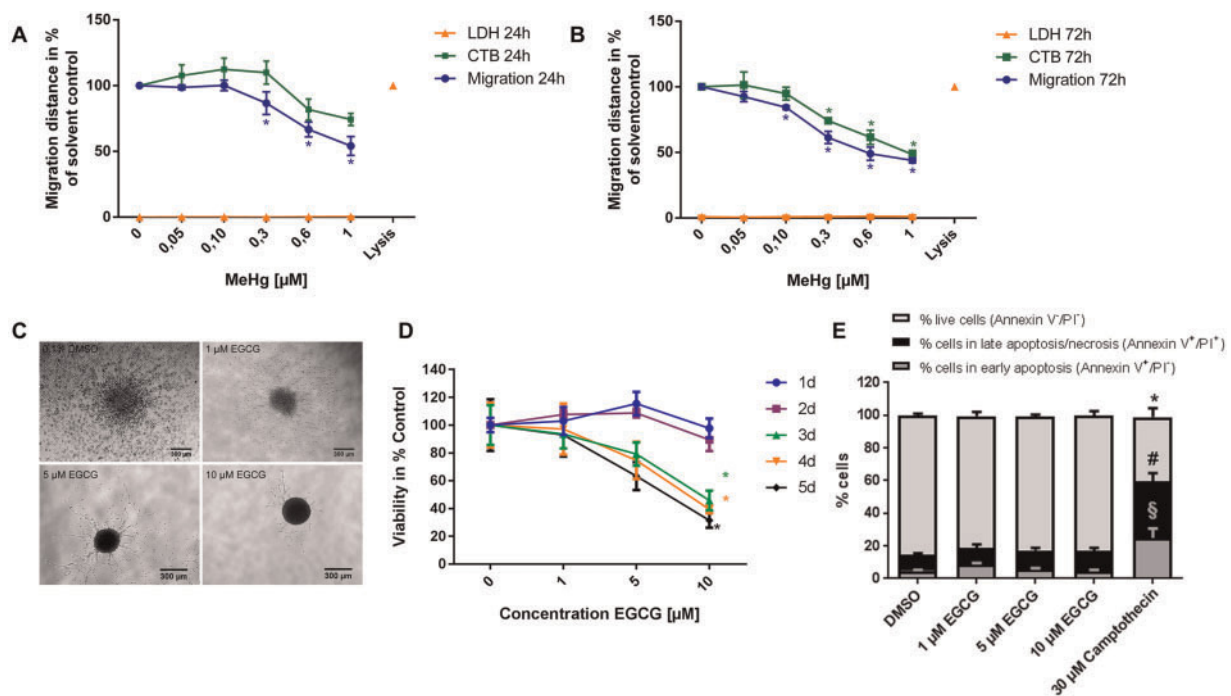 A
150
100
50
0
Migration distance in %
of solvent control
0
0,05
0,10
0,3
0,6
1
Lysis
MeHg [µM]
LDH 24h
CTB 24h
Migration 24h
*
*
*
B
150
100
50
0
Migration distance in %
of solventcontrol
0
0,05
0,10
0,3
0,6
1
Lysis
MeHg [µM]
LDH 72h
CTB 72h
Migration 72h
*
*
*
*
*
*
*
C
DMSO
300 µm
1 µM EGCG
300 µm
5 µM EGCG
300 µm
10 µM EGCG
300 µm
D
140
120
100
80
60
40
20
0
Viability in % Control
0
1
5
10
Concentration EGCG [µM]
1d
2d
3d
4d
5d
*
*
*
E
% live cells (Annexin V⁻/PI⁻)
% cells in late apoptosis/necrosis (Annexin V⁺/PI⁺)
% cells in early apoptosis (Annexin V⁺/PI⁻)
120
100
80
60
40
20
0
% cells
*
#
§
DMSO
1 µM EGCG
5 µM EGCG
10 µM EGCG
30 µM Camptothecin